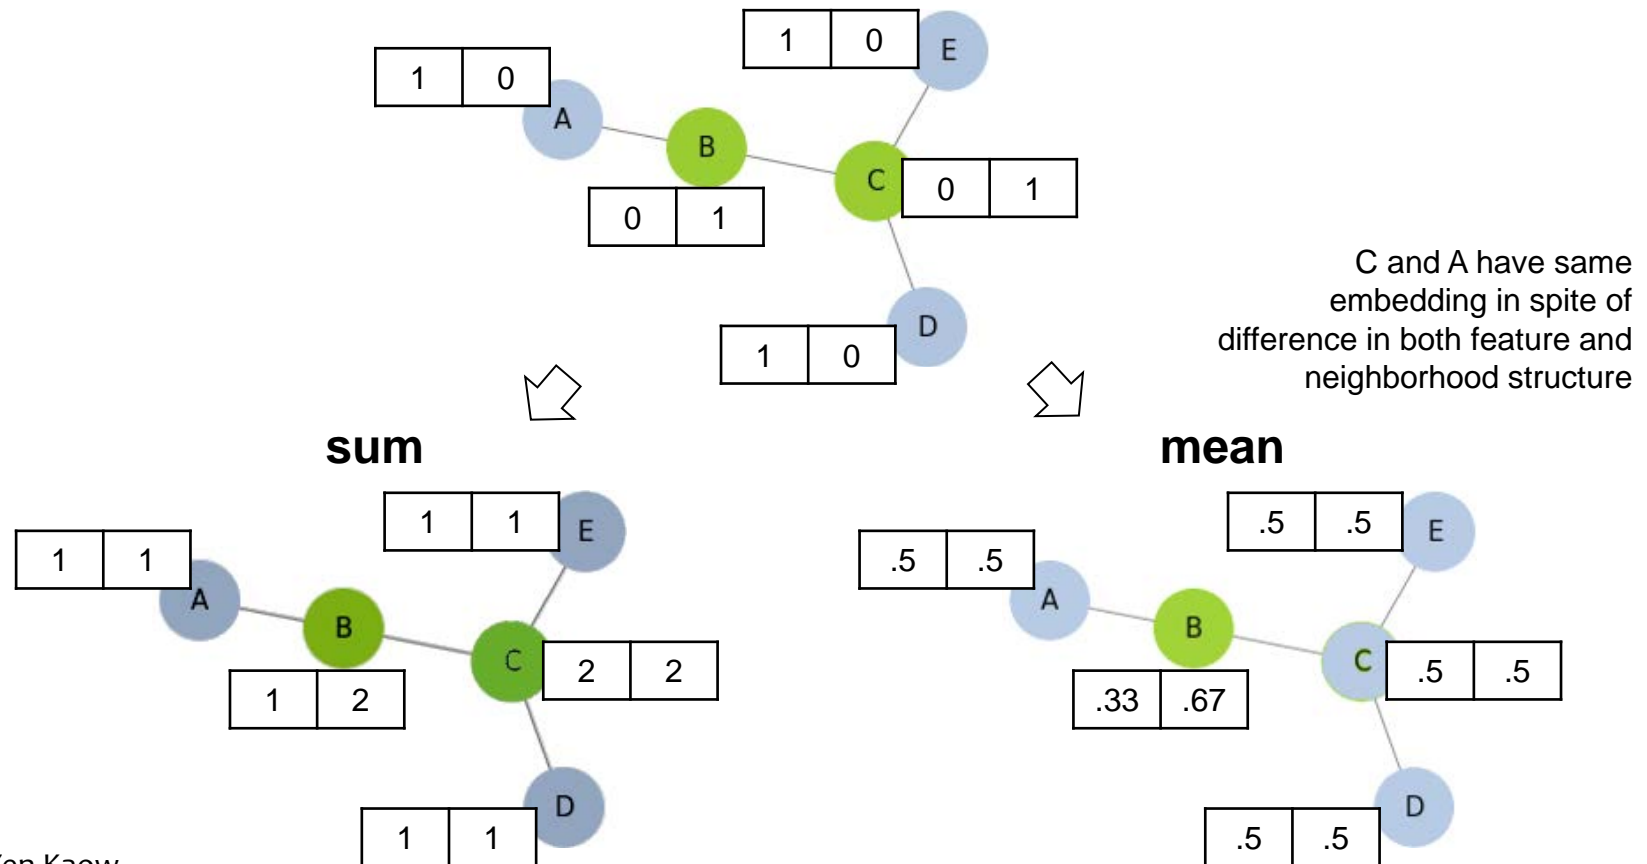 1 0 E
1 0 A
B
C 0 1
0 1
C and A have same
embedding in spite of
difference in both feature and
neighborhood structure
1 0 D
sum
mean
1 1 E
1 1 A
B
C 2 2
1 2
1 1 D
.5 .5 E
.5 .5 A
B
C .5 .5
.33 .67
.5 .5 D